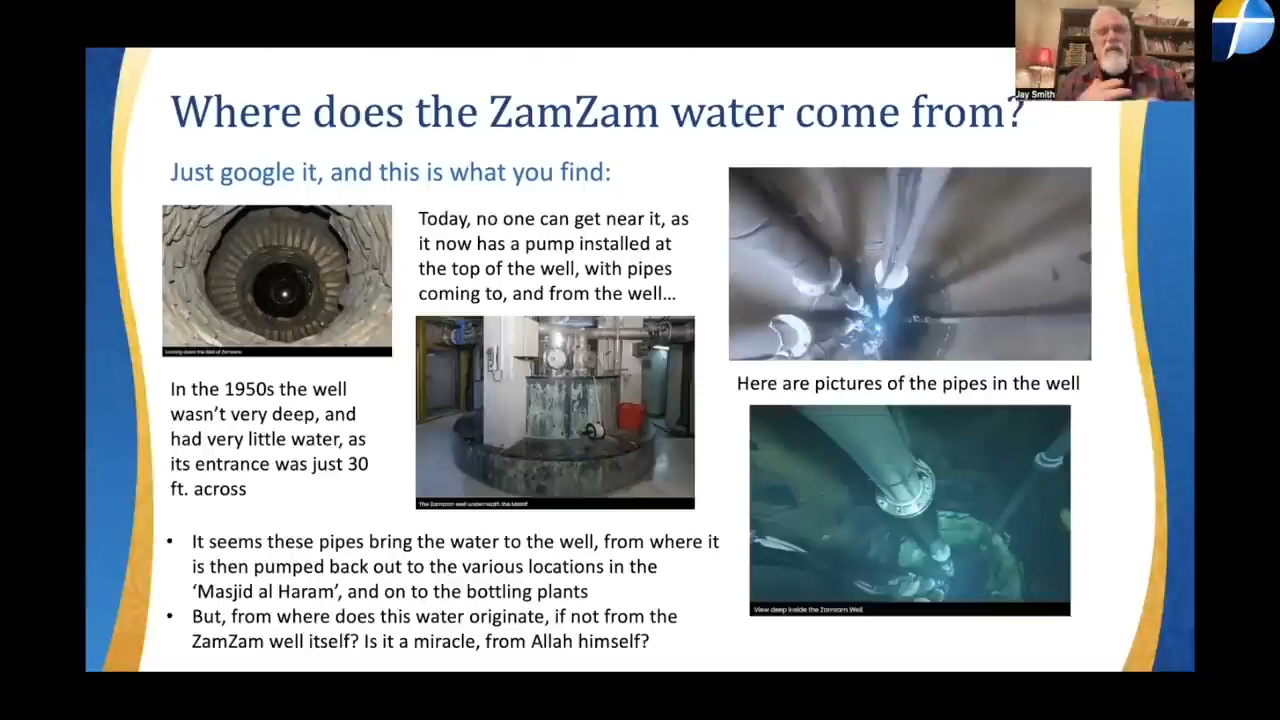 Jay Smith
Where does the ZamZam water come from?
Just google it, and this is what you find:
Looking down the Well of Zamzam
In the 1950s the well
wasn't very deep, and
had very little water, as
its entrance was just 30
ft. across
Today, no one can get near it, as
it now has a pump installed at
the top of the well, with pipes
coming to, and from the well...
The Zamzam well underneath the Mataf
Here are pictures of the pipes in the well
View deep inside the Zamzam Well
• It seems these pipes bring the water to the well, from where it
is then pumped back out to the various locations in the
'Masjid al Haram', and on to the bottling plants
• But, from where does this water originate, if not from the
ZamZam well itself? Is it a miracle, from Allah himself?